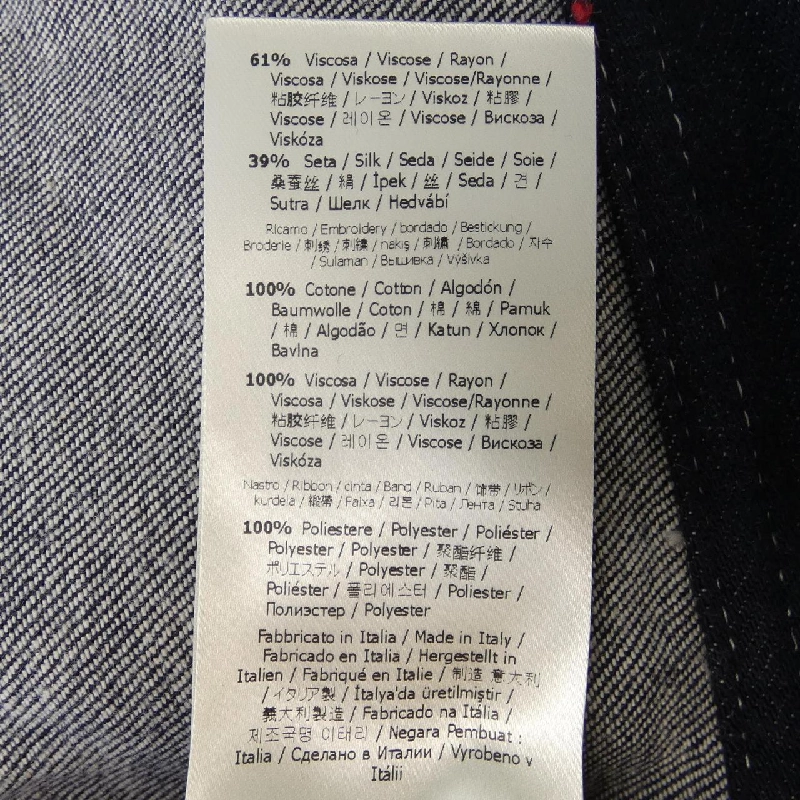 61% Viscosa / Viscose / Rayon /
Viscosa / Viskose / Viscose/Rayonne /
粘胶纤维 / レーヨン / Viskoz / 粘膠 /
Viscose / 레이온 / Viscose / Вискоза /
Viskóza
39% Seta / Silk / Seda / Seide / Soie /
桑蚕丝 / 絹 / İpek / 丝 / Seda / 견 /
Sutra / Шелк / Hedvábí
Ricamo / Embroidery / bordado / Bestickung /
Broderie / 刺绣 / 刺繍 / nakış / 刺繡 / Bordado / 자수
/ Sulaman / Вышивка / Výšivka
100% Cotone / Cotton / Algodón /
Baumwolle / Coton / 棉 / 綿 / Pamuk
/ 棉 / Algodão / 면 / Katun / Хлопок /
Bavlna
100% Viscosa / Viscose / Rayon /
Viscosa / Viskose / Viscose/Rayonne /
粘胶纤维 / レーヨン / Viskoz / 粘膠 /
Viscose / 레이온 / Viscose / Вискоза /
Viskóza
Nastro / Ribbon / cinta / Band / Ruban / 饰带 / リボン /
kurdela / 緞帶 / Faixa / 리본 / Pita / Лента / Stuha
100% Poliestere / Polyester / Poliéster /
Polyester / Polyester / 聚酯纤维 /
ポリエステル / Polyester / 聚酯 /
Poliéster / 폴리에스터 / Poliester /
Полиэстер / Polyester
Fabbricato in Italia / Made in Italy /
Fabricado en Italia / Hergestellt in
Italien / Fabriqué en Italie / 制造 意大利
/ イタリア製 / İtalya'da üretilmiştir /
義大利製造 / Fabricado na Itália /
제조국명 이태리 / Negara Pembuat :
Italia / Сделано в Италии / Vyrobeno v
Itálii